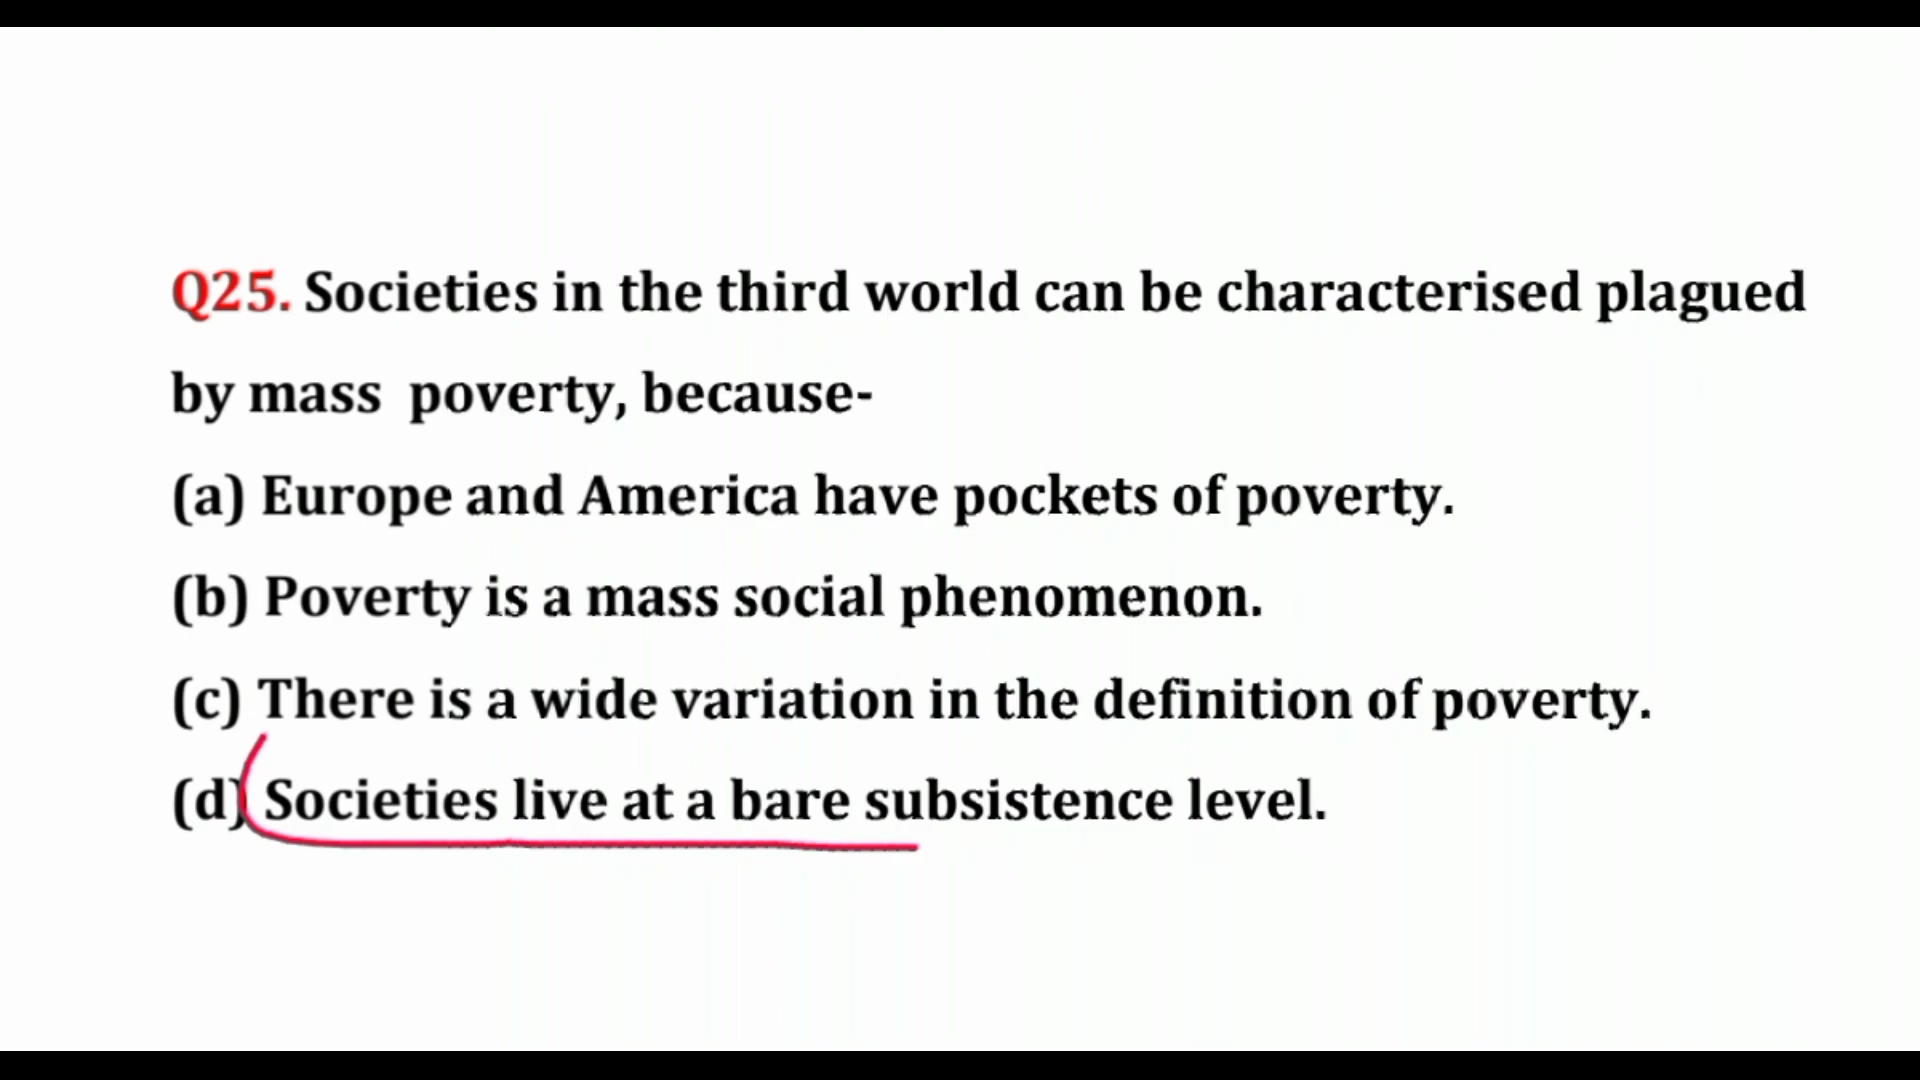 Q25. Societies in the third world can be characterised plagued
by mass poverty, because-
(a) Europe and America have pockets of poverty.
(b) Poverty is a mass social phenomenon.
(c) There is a wide variation in the definition of poverty.
(d) Societies live at a bare subsistence level.